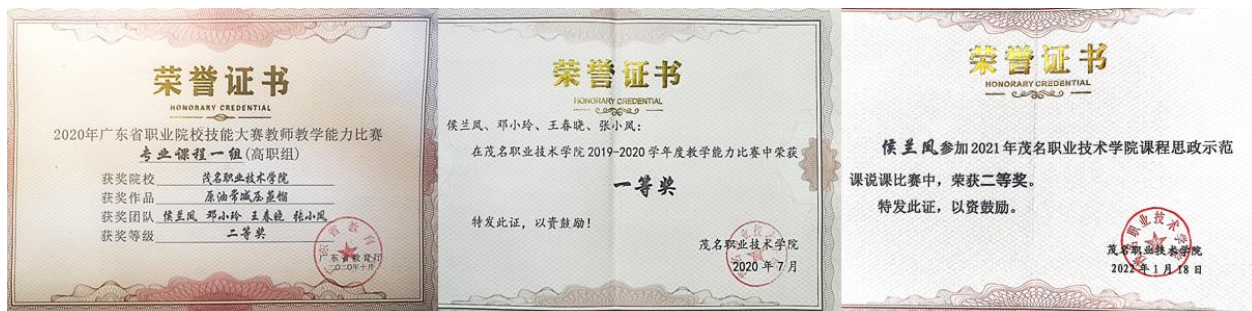 荣誉证书
HONORARY CREDENTIAL
2020年广东省职业院校技能大赛教师教学能力比赛
专业课程一组(高职组)
获奖院校 茂名职业技术学院
获奖作品 原油常减压蒸馏
获奖团队 侯兰凤 邓小玲 王春晓 张小凤
获奖等级 二等奖
广东省教育厅
二〇二〇年十月
荣誉证书
HONORARY CREDENTIAL
侯兰凤、邓小玲、王春晓、张小凤:
在茂名职业技术学院2019-2020学年度教学能力比赛中荣获
一等奖
特发此证,以资鼓励!
茂名职业技术学院
2020年7月
荣誉证书
HONORARY CREDENTIAL
侯兰凤参加2021年茂名职业技术学院课程思政示范
课说课比赛中,荣获二等奖。
特发此证,以资鼓励。
茂名职业技术学院
2022年1月18日